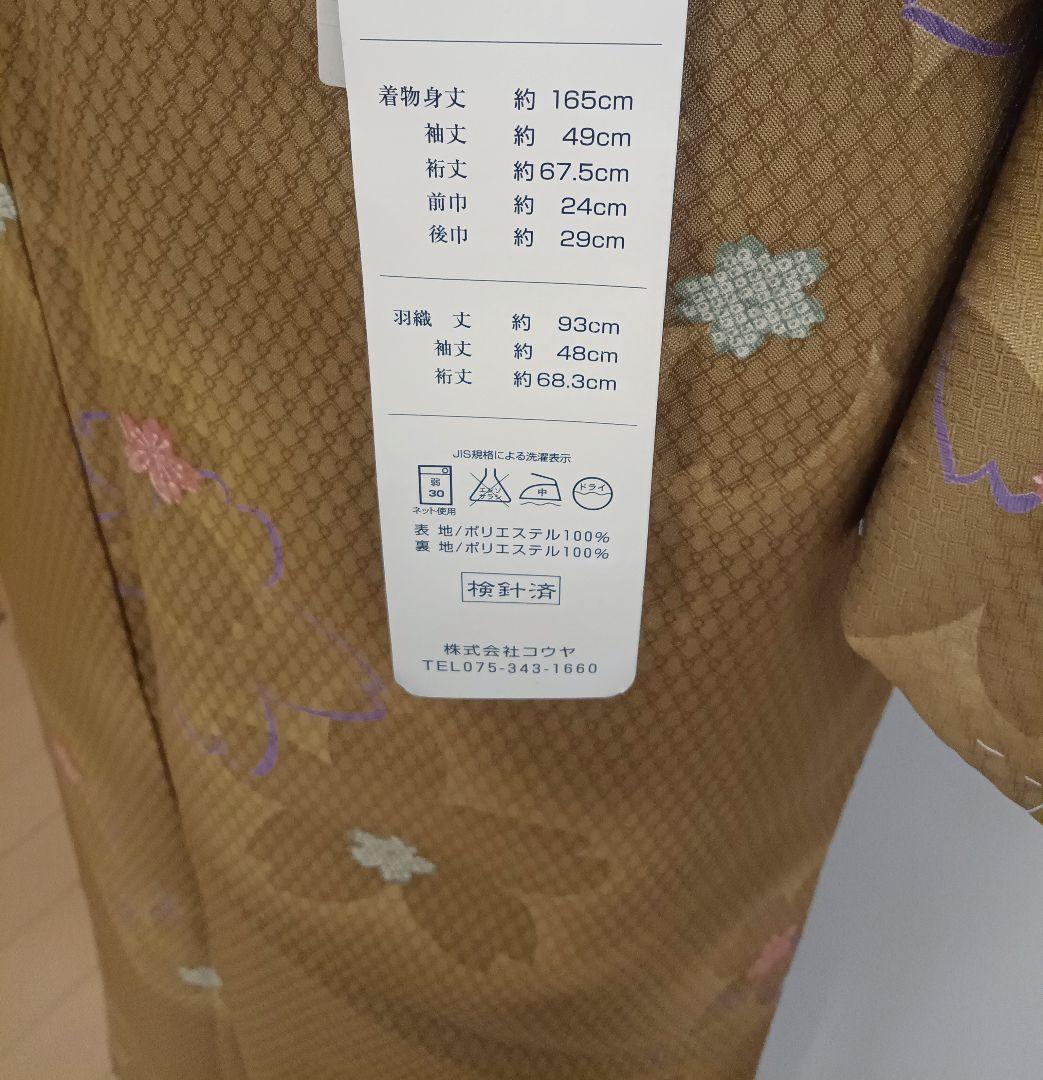 着物身丈 約 165cm
袖丈 約 49cm
裄丈 約67.5cm
前巾 約 24cm
後巾 約 29cm
羽織 丈 約 93cm
袖丈 約 48cm
裄丈 約68.3cm
JIS規格による洗濯表示
弱 30 エンソサラシ 中 ドライ
ネット使用
表 地/ポリエステル100%
裏 地/ポリエステル100%
検針済
株式会社コウヤ
TEL075-343-1660